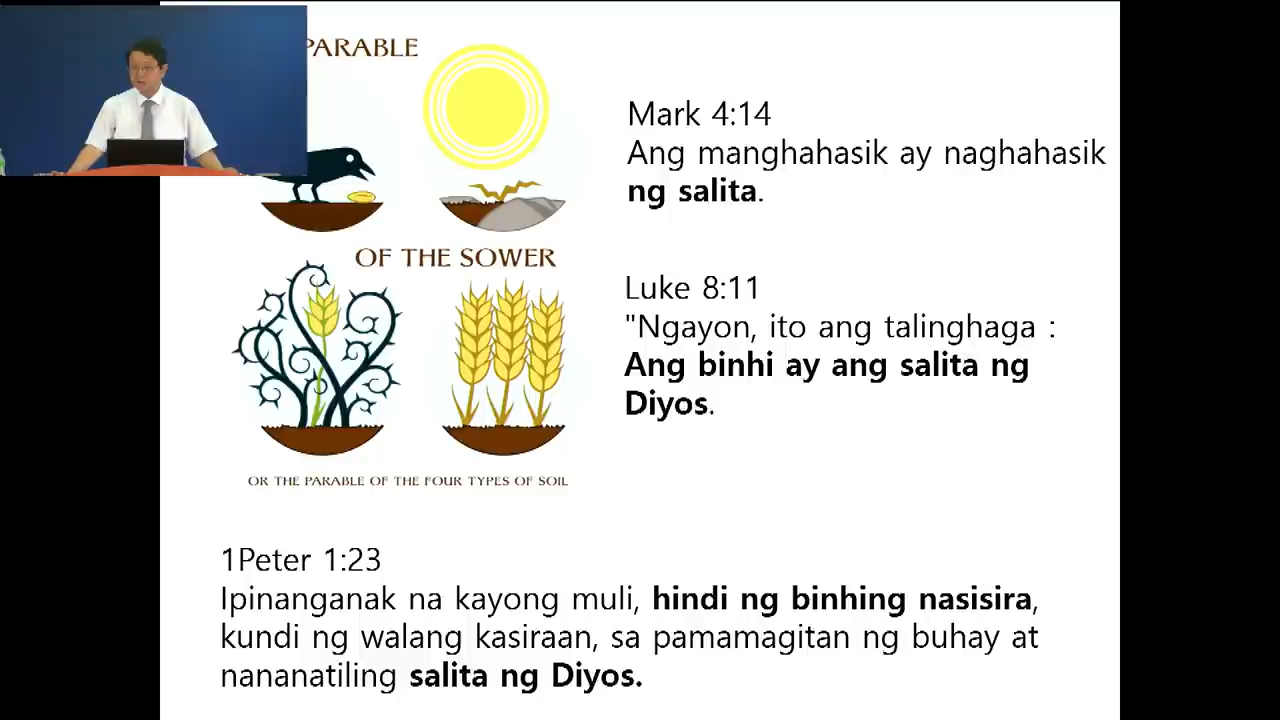 PARABLE
OF THE SOWER
OR THE PARABLE OF THE FOUR TYPES OF SOIL
Mark 4:14
Ang manghahasik ay naghahasik
ng salita.
Luke 8:11
"Ngayon, ito ang talinghaga :
Ang binhi ay ang salita ng
Diyos.
1Peter 1:23
Ipinanganak na kayong muli, hindi ng binhing nasisira,
kundi ng walang kasiraan, sa pamamagitan ng buhay at
nananatiling salita ng Diyos.